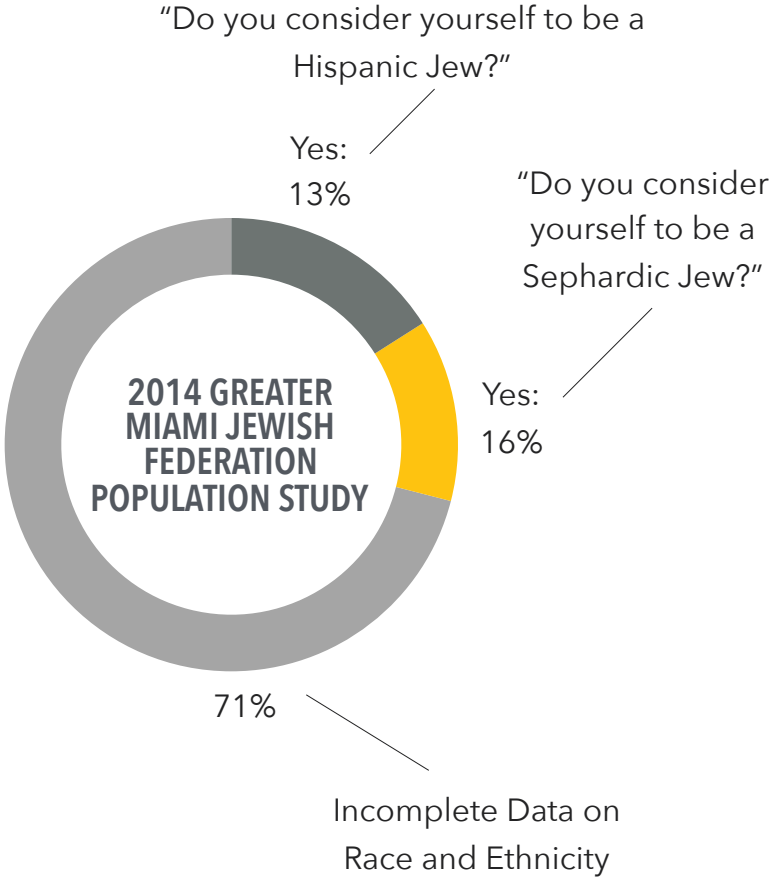 “Do you consider yourself to be a
Hispanic Jew?”
Yes:
13%
“Do you consider
yourself to be a
Sephardic Jew?”
Yes:
16%
2014 GREATER
MIAMI JEWISH
FEDERATION
POPULATION STUDY
71%
Incomplete Data on
Race and Ethnicity